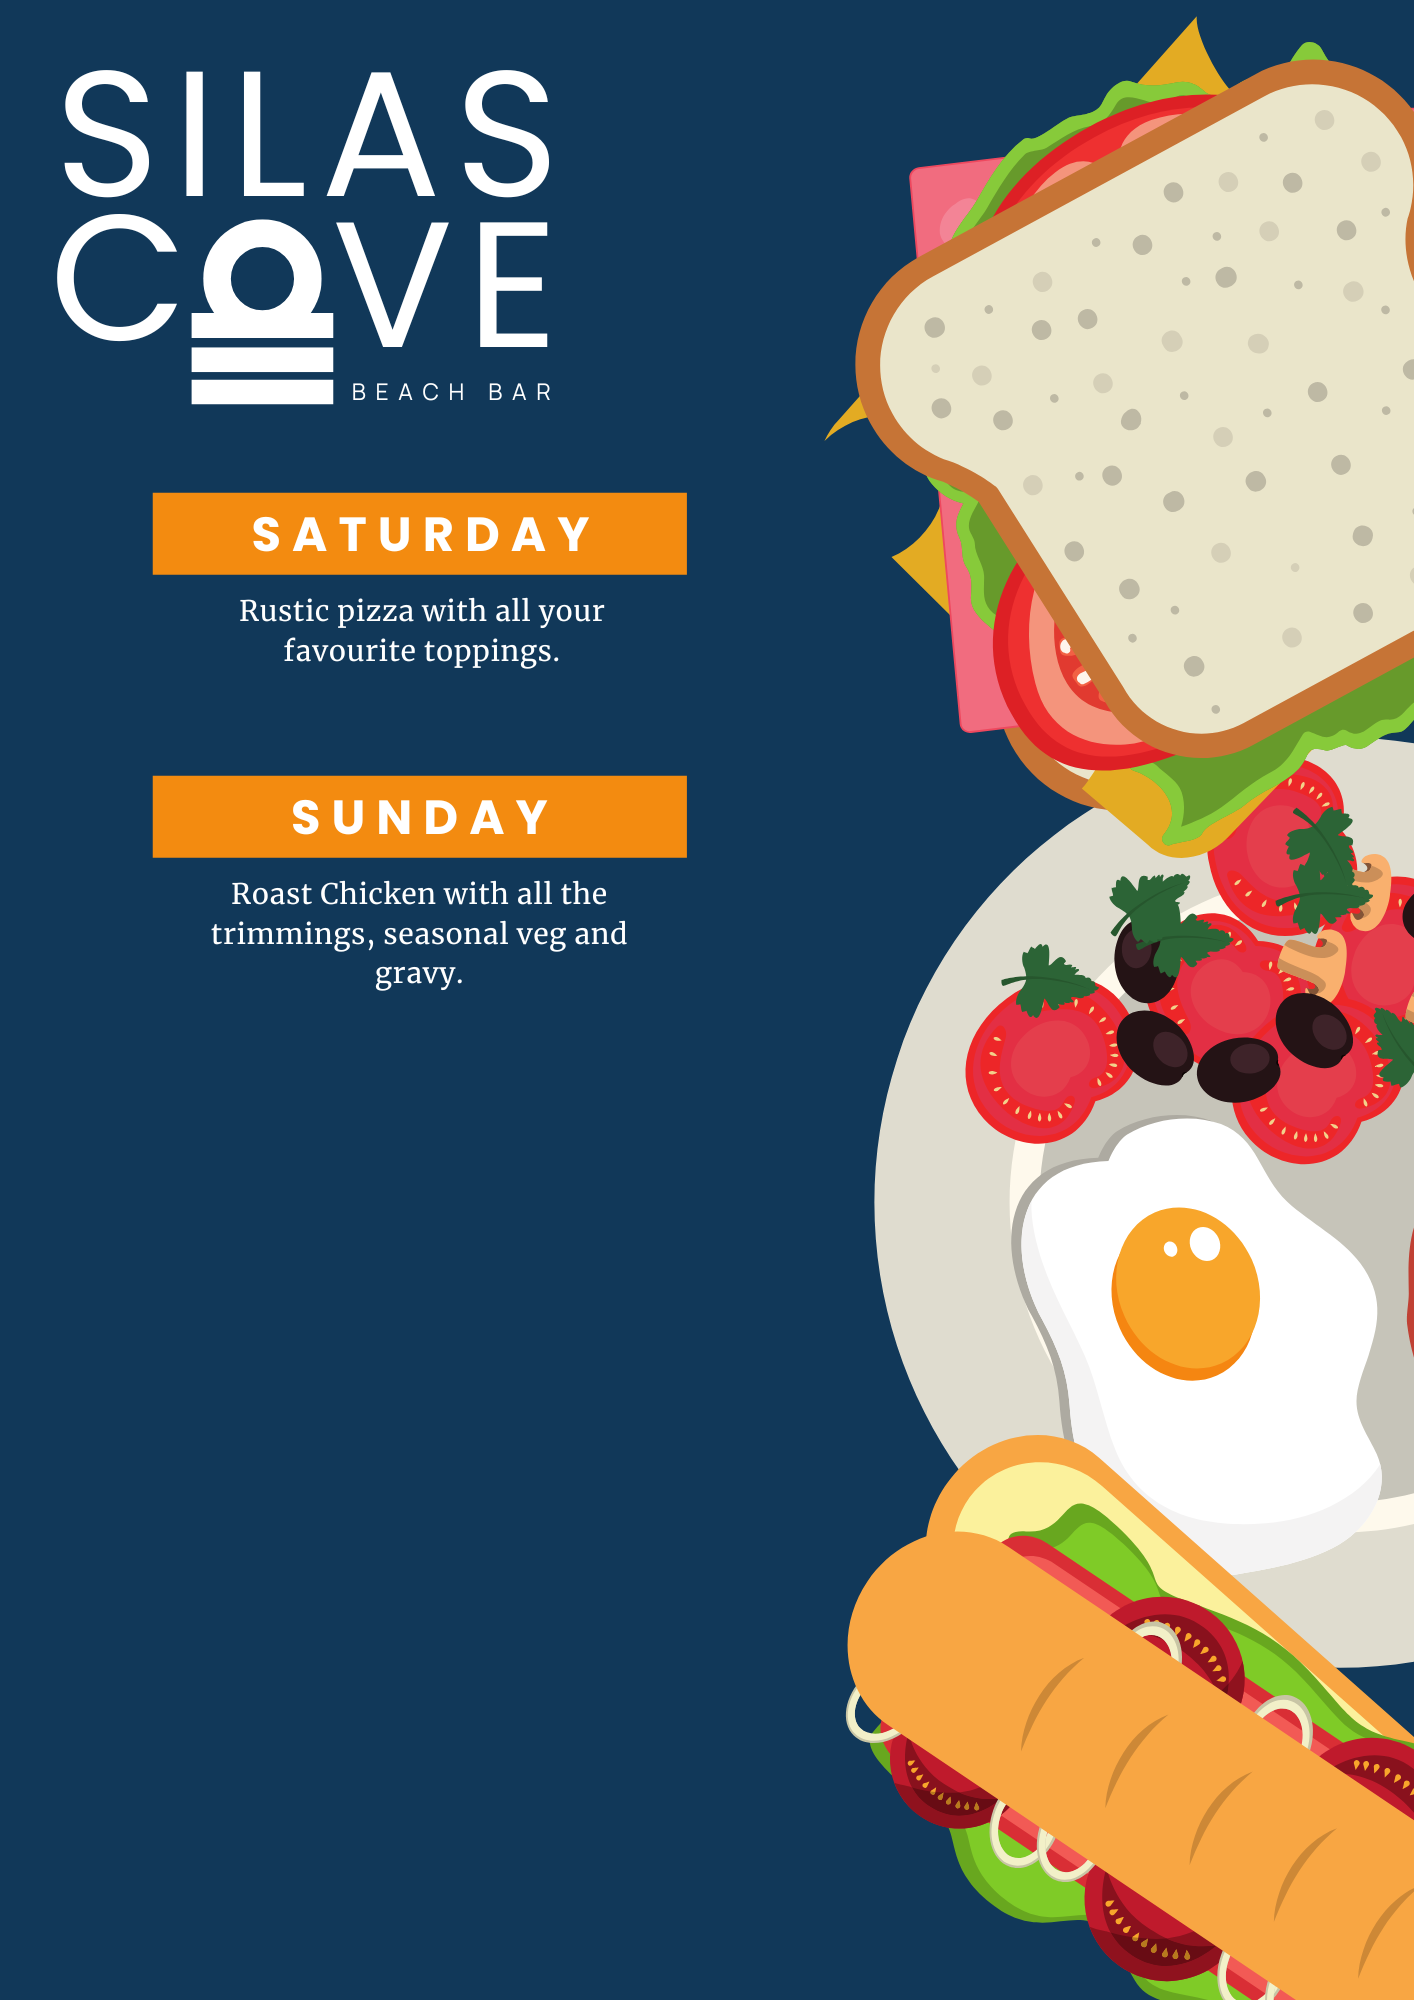 SILAS
COVE
BEACH BAR
SATURDAY
Rustic pizza with all your
favourite toppings.
SUNDAY
Roast Chicken with all the
trimmings, seasonal veg and
gravy.